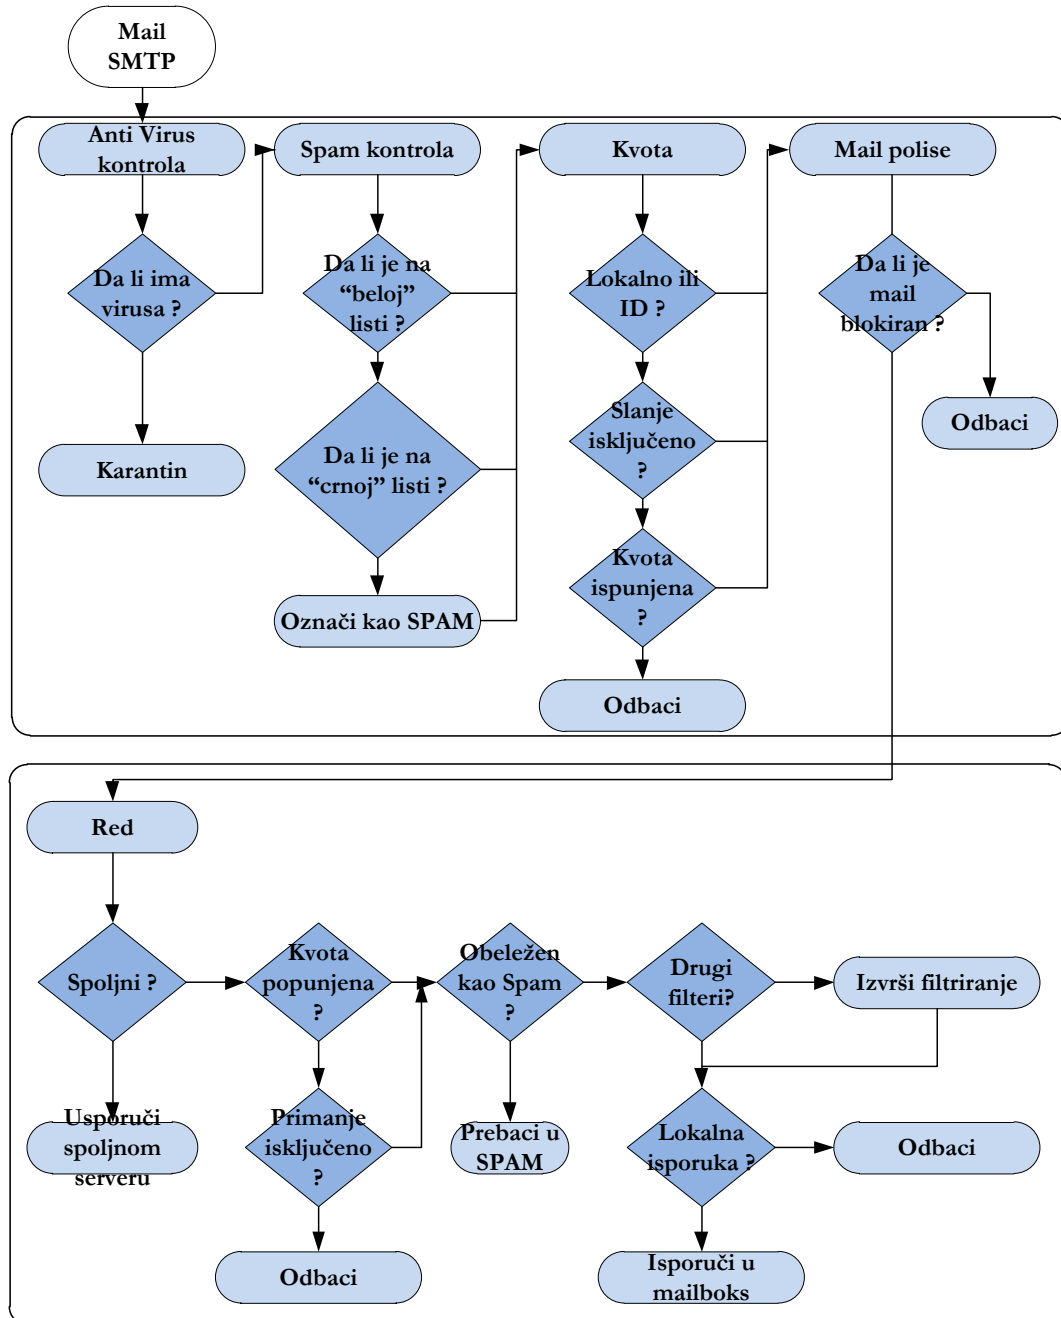 Mail
SMTP
Anti Virus
kontrola
Spam kontrola
Kvota
Mail polise
Da li ima
virusa ?
Da li je na
“beloj”
listi ?
Lokalno ili
ID ?
Da li je
mail
blokiran ?
Slanje
isključeno
?
Odbaci
Karantin
Da li je na
“crnoj” listi ?
Kvota
ispunjena
?
Označi kao SPAM
Odbaci
Red
Spoljni ?
Kvota
popunjena
?
Obeležen
kao Spam
?
Drugi
filteri?
Izvrši filtriranje
Usporuči
spoljnom
serveru
Primanje
isključeno
?
Prebaci u
SPAM
Lokalna
isporuka ?
Odbaci
Odbaci
Isporuči u
mailboks